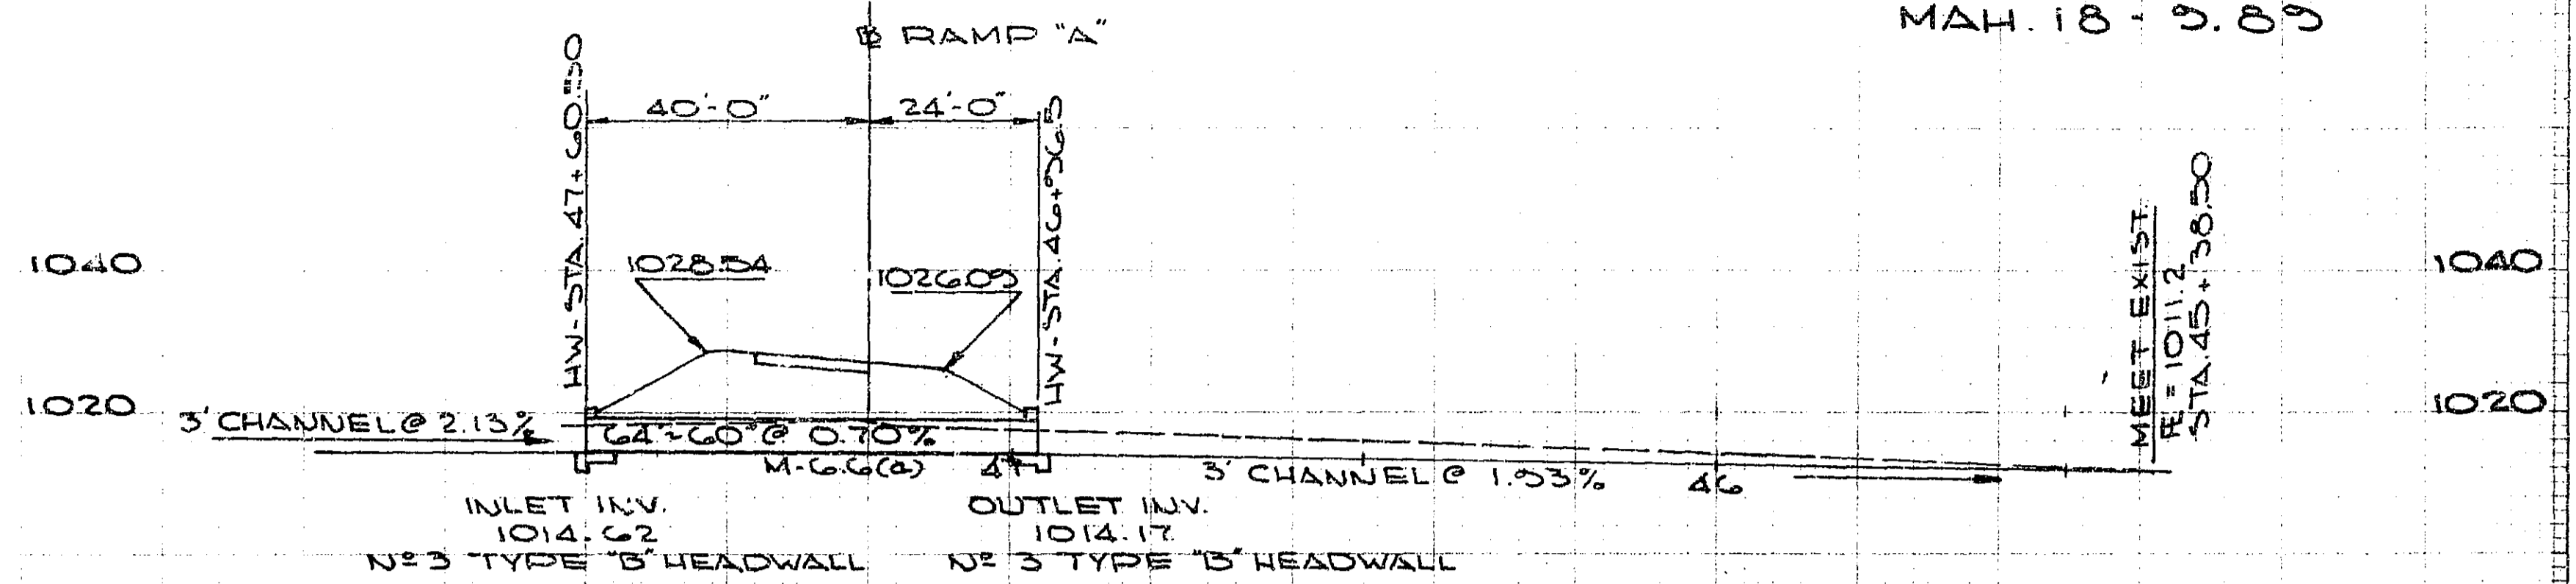 MAH. 18 - 9.89
℄ RAMP "A"
40'-0"
24'-0"
HW-STA. 47+60.50
HW-STA. 46+96.5
1028.54
1026.09
1040
1040
MEET EXIST.
FE = 1011.2
STA. 45+38.50
1020
1020
3' CHANNEL @ 2.13%
64'~60" @ 0.70%
M-6.6(a)
47
3' CHANNEL @ 1.93%
46
INLET INV.
1014.62
Nº 3 TYPE "B" HEADWALL
OUTLET INV.
1014.17
Nº 3 TYPE "B" HEADWALL